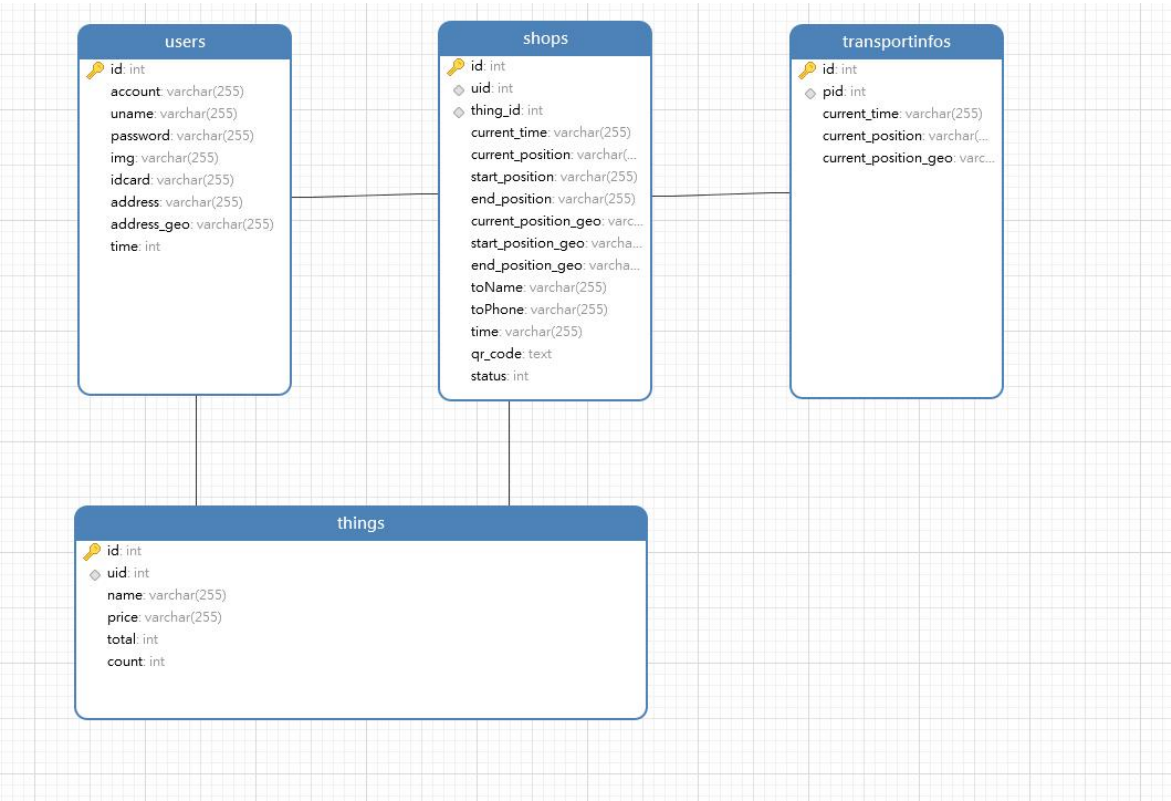 users
id: int
account: varchar(255)
uname: varchar(255)
password: varchar(255)
img: varchar(255)
idcard: varchar(255)
address: varchar(255)
address_geo: varchar(255)
time: int
shops
id: int
uid: int
thing_id: int
current_time: varchar(255)
current_position: varchar(...
start_position: varchar(255)
end_position: varchar(255)
current_position_geo: varc...
start_position_geo: varcha...
end_position_geo: varcha...
toName: varchar(255)
toPhone: varchar(255)
time: varchar(255)
qr_code: text
status: int
transportinfos
id: int
pid: int
current_time: varchar(255)
current_position: varchar(...
current_position_geo: varc...
things
id: int
uid: int
name: varchar(255)
price: varchar(255)
total: int
count: int